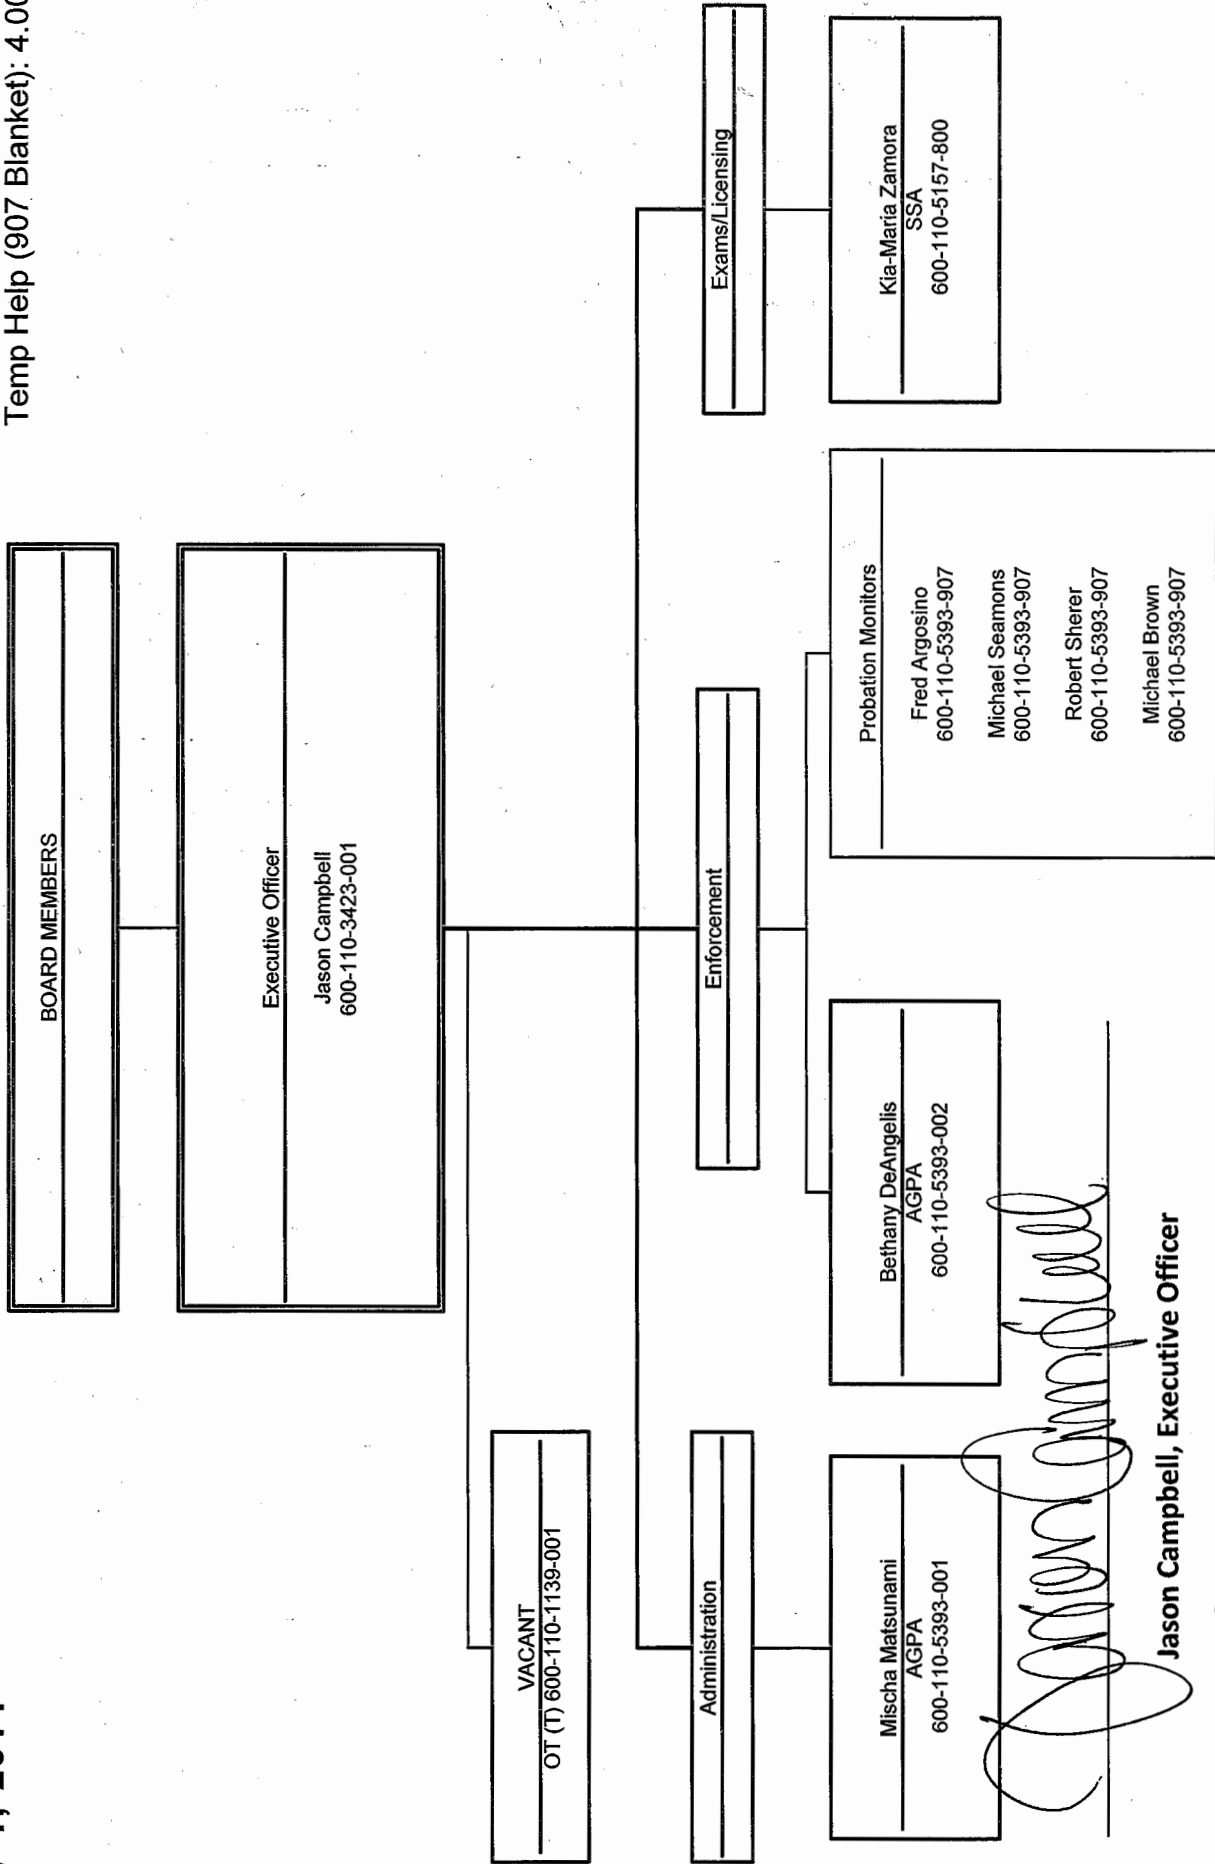 Temp Help (907 Blanket): 4.00
BOARD MEMBERS
Executive Officer
Jason Campbell
600-110-3423-001
VACANT
OT (T) 600-110-1139-001
Administration
Enforcement
Exams/Licensing
Mischa Matsunami
AGPA
600-110-5393-001
Bethany DeAngelis
AGPA
600-110-5393-002
Probation Monitors
Fred Argosino
600-110-5393-907
Michael Seamons
600-110-5393-907
Robert Sherer
600-110-5393-907
Michael Brown
600-110-5393-907
Kia-Maria Zamora
SSA
600-110-5157-800
Jason Campbell
Jason Campbell, Executive Officer